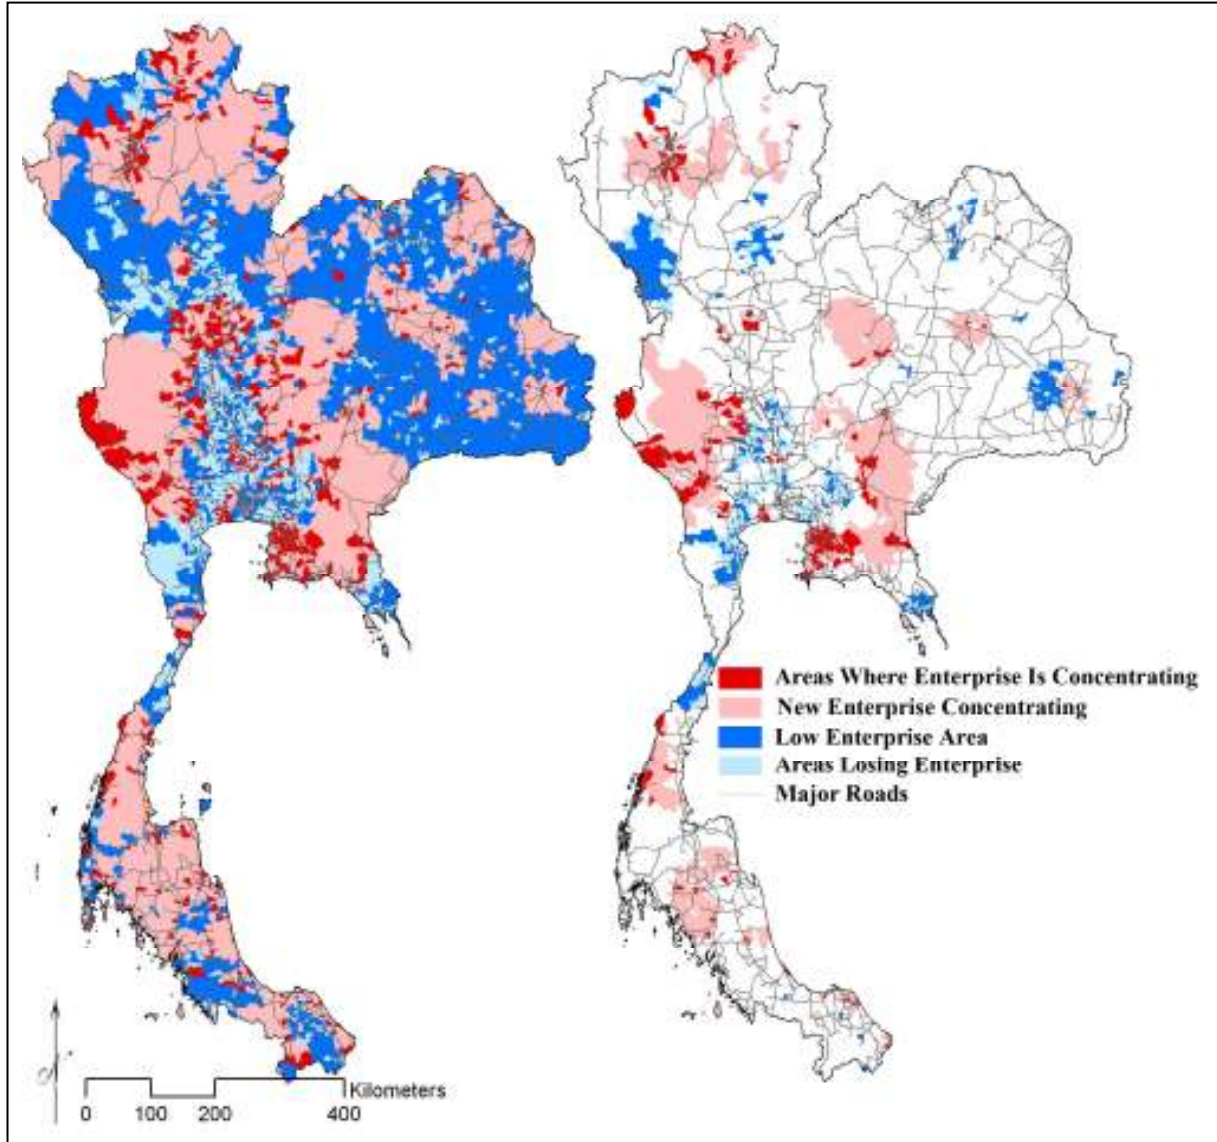 Areas Where Enterprise Is Concentrating
New Enterprise Concentrating
Low Enterprise Area
Areas Losing Enterprise
Major Roads
Kilometers
0 100 200 400